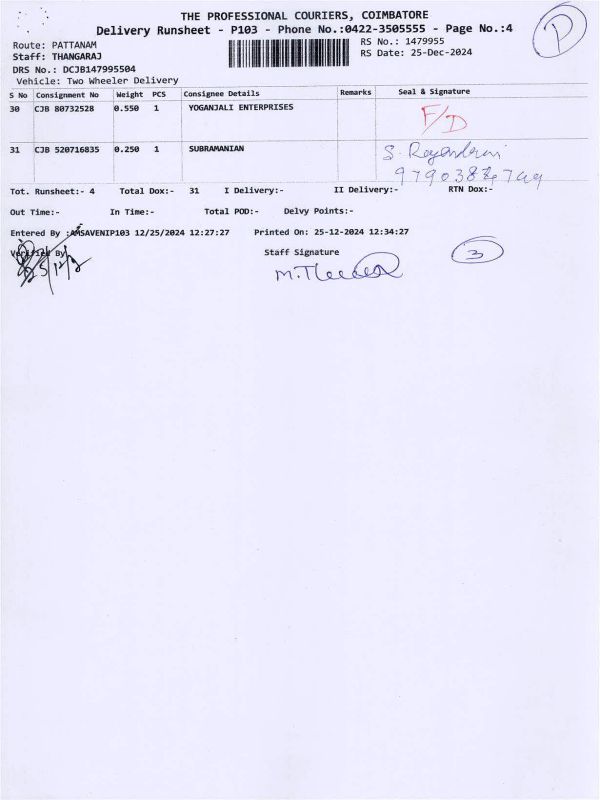 THE PROFESSIONAL COURIERS, COIMBATORE
Delivery Runsheet - P103 - Phone No.:0422-3505555 - Page No.:4
P
Route: PATTANAM
RS No.: 1479955
Staff: THANGARAJ
RS Date: 25-Dec-2024
DRS No.: DCJB147995504
Vehicle: Two Wheeler Delivery
S No Consignment No Weight PCS Consignee Details Remarks Seal & Signature
30 CJB 80732528 0.550 1 YOGANJALI ENTERPRISES F/D
31 CJB 520716835 0.250 1 SUBRAMANIAN S.
Tot. Runsheet:- 4 Total Dox:- 31 I Delivery:- II Delivery:- RTN Dox:-
Out Time:- In Time:- Total POD:- Delvy Points:-
Entered By :AMSAVENIP103 12/25/2024 12:27:27 Printed On: 25-12-2024 12:34:27
Verified By Staff Signature 3